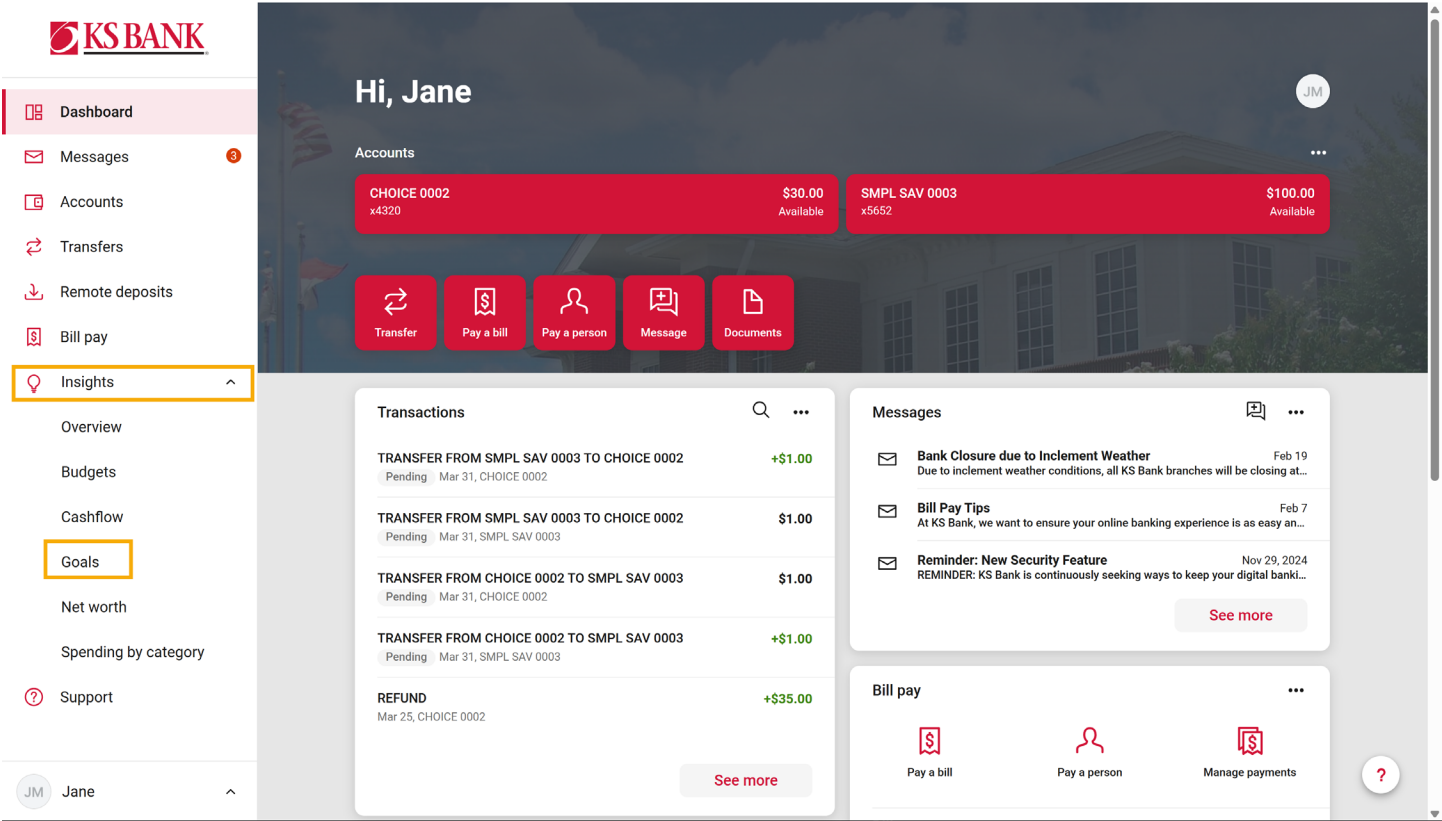 KS BANK
Dashboard
Messages
3
Accounts
Transfers
Remote deposits
Bill pay
Insights
Overview
Budgets
Cashflow
Goals
Net worth
Spending by category
Support
JM
Jane
Hi, Jane
JM
Accounts
CHOICE 0002
$30.00
x4320
Available
SMPL SAV 0003
$100.00
x5652
Available
Transfer
Pay a bill
Pay a person
Message
Documents
Transactions
TRANSFER FROM SMPL SAV 0003 TO CHOICE 0002
+$1.00
Pending Mar 31, CHOICE 0002
TRANSFER FROM SMPL SAV 0003 TO CHOICE 0002
$1.00
Pending Mar 31, SMPL SAV 0003
TRANSFER FROM CHOICE 0002 TO SMPL SAV 0003
$1.00
Pending Mar 31, CHOICE 0002
TRANSFER FROM CHOICE 0002 TO SMPL SAV 0003
+$1.00
Pending Mar 31, SMPL SAV 0003
REFUND
+$35.00
Mar 25, CHOICE 0002
See more
Messages
Bank Closure due to Inclement Weather
Feb 19
Due to inclement weather conditions, all KS Bank branches will be closing at...
Bill Pay Tips
Feb 7
At KS Bank, we want to ensure your online banking experience is as easy an...
Reminder: New Security Feature
Nov 29, 2024
REMINDER: KS Bank is continuously seeking ways to keep your digital banki...
See more
Bill pay
Pay a bill
Pay a person
Manage payments
?